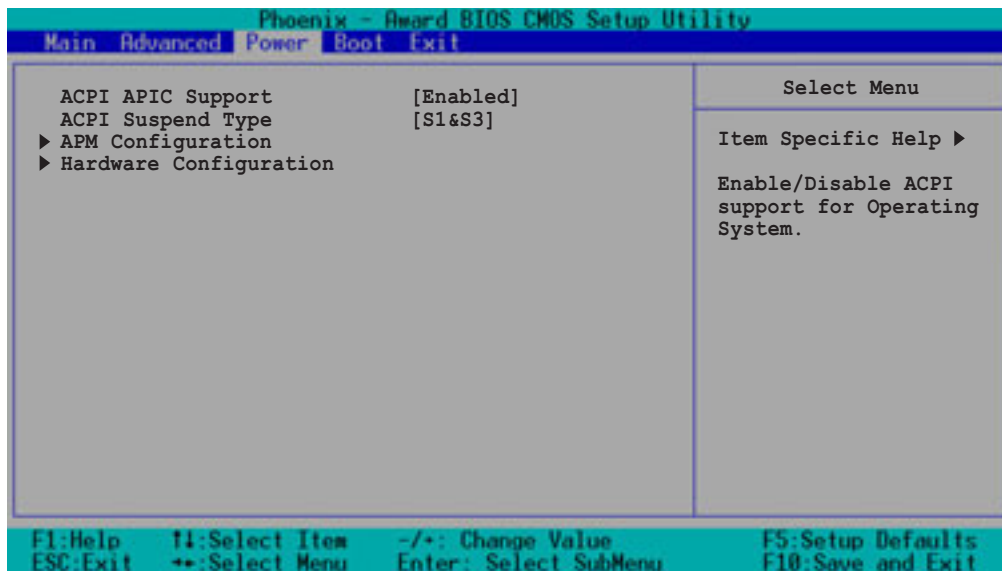 Phoenix - Award BIOS CMOS Setup Utility
Main Advanced Power Boot Exit
ACPI APIC Support [Enabled]
ACPI Suspend Type [S1&S3]
▶ APM Configuration
▶ Hardware Configuration
Select Menu
Item Specific Help ▶
Enable/Disable ACPI
support for Operating
System.
F1:Help ↑↓:Select Item -/+: Change Value F5:Setup Defaults
ESC:Exit ←→:Select Menu Enter: Select SubMenu F10:Save and Exit